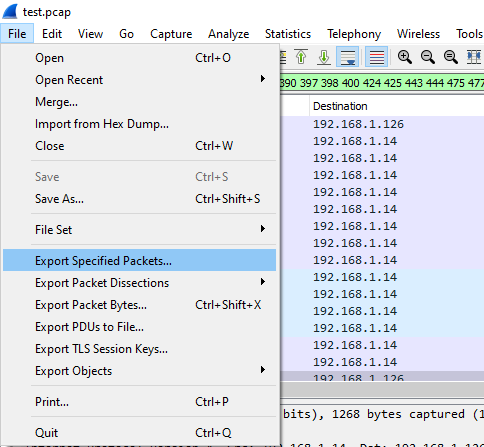 test.pcap
File Edit View Go Capture Analyze Statistics Telephony Wireless Tools
390 397 398 400 424 425 444 475 477
Destination
Open Ctrl+O
Open Recent
Merge...
Import from Hex Dump...
Close Ctrl+W
Save Ctrl+S
Save As... Ctrl+Shift+S
File Set
Export Specified Packets...
Export Packet Dissections
Export Packet Bytes... Ctrl+Shift+X
Export PDUs to File...
Export TLS Session Keys...
Export Objects
Print... Ctrl+P
Quit Ctrl+Q
192.168.1.126
192.168.1.14
192.168.1.14
192.168.1.14
192.168.1.14
192.168.1.14
192.168.1.14
192.168.1.14
192.168.1.14
192.168.1.14
192.168.1.14
192.168.1.14
192.168.1.14
192.168.1.14
192.168.1.14
192.168.1.126
bits), 1268 bytes captured (1